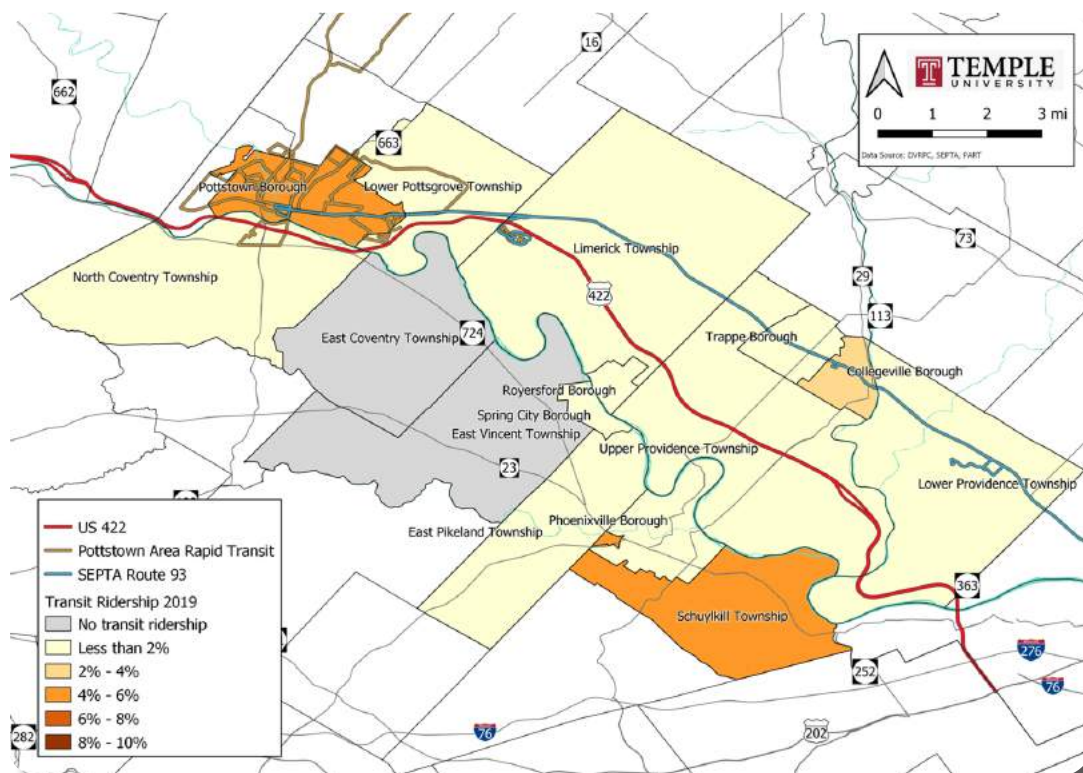 16
662
TEMPLE
UNIVERSITY
0 1 2 3 mi
Data Source: DVRPC, SEPTA, PART
663
Pottstown Borough
Lower Pottsgrove Township
73
Limerick Township
North Coventry Township
29
422
113
724
East Coventry Township
Trappe Borough
Collegeville Borough
Royersford Borough
Spring City Borough
East Vincent Township
Upper Providence Township
23
Lower Providence Township
Phoenixville Borough
East Pikeland Township
363
Schuylkill Township
276
252
76
76
202
282
US 422
Pottstown Area Rapid Transit
SEPTA Route 93
Transit Ridership 2019
No transit ridership
Less than 2%
2% - 4%
4% - 6%
6% - 8%
8% - 10%